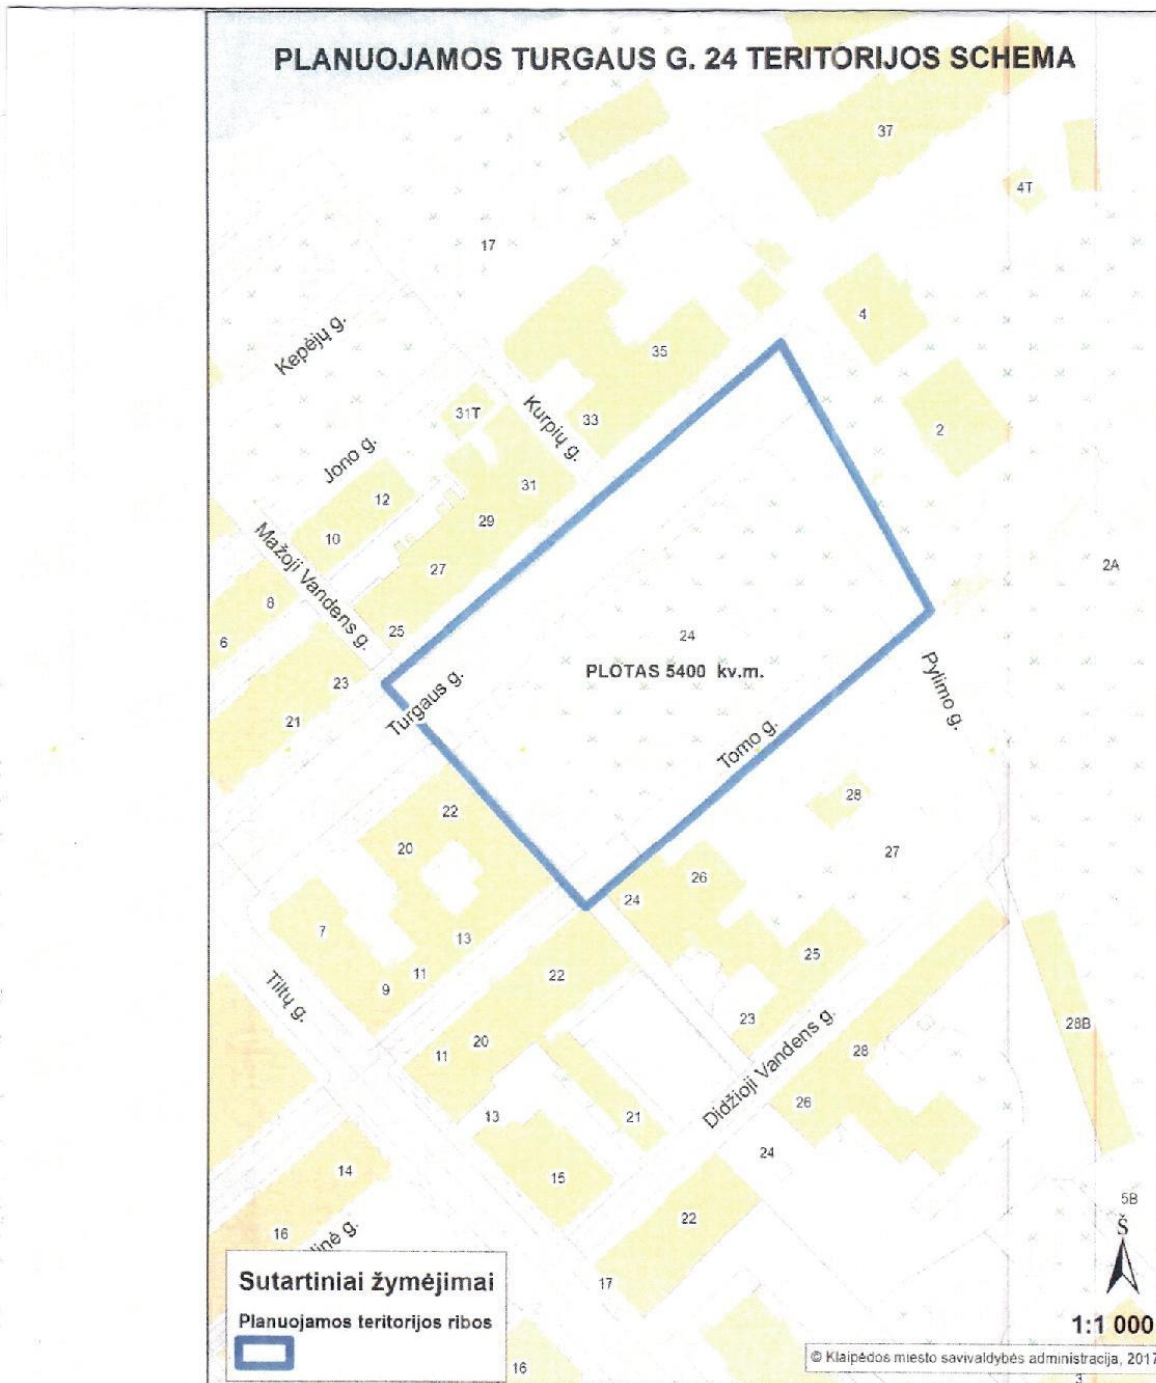 PLANUOJAMOS TURGAUS G. 24 TERITORIJOS SCHEMA
37
4T
17
4
Kepėjų g.
35
31T
Kurpių g.
33
2
Jono g.
31
12
29
10
Mažoji Vandens g.
27
2A
8
25
6
24
23
PLOTAS 5400 kv.m.
Turgaus g.
Pylimo g.
21
Tomo g.
28
22
20
27
26
24
7
13
25
11
22
9
Tiltų g.
23
28B
Didžioji Vandens g.
20
11
28
26
13
21
24
14
15
5B
22
16
linė g.
Š
Sutartiniai žymėjimai
17
Planuojamos teritorijos ribos
1:1 000
© Klaipėdos miesto savivaldybės administracija, 2017
16
3